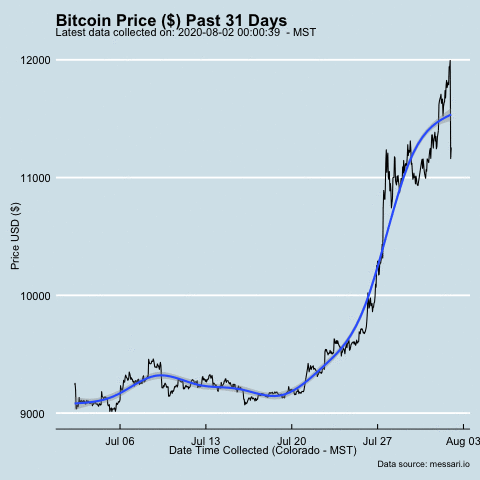 Bitcoin Price ($) Past 31 Days
Latest data collected on: 2020-08-02 00:00:39 - MST
12000
11000
10000
9000
Price USD ($)
Jul 06 Jul 13 Jul 20 Jul 27 Aug 03
Date Time Collected (Colorado - MST)
Data source: messari.io